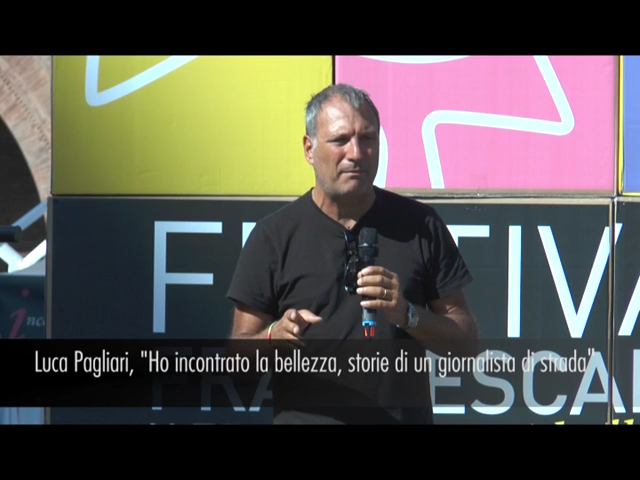 FESTIVA
Luca Pagliari, "Ho incontrato la bellezza, storie di un giornalista di strada"
FRA ESCA